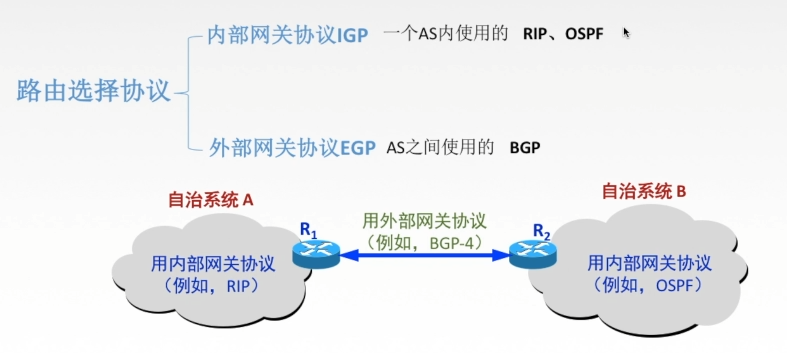 内部网关协议IGP 一个AS内使用的 RIP、OSPF
路由选择协议
外部网关协议EGP AS之间使用的 BGP
自治系统 A
自治系统 B
R1
用外部网关协议
（例如，BGP-4）
R2
用内部网关协议
（例如，RIP）
用内部网关协议
（例如，OSPF）